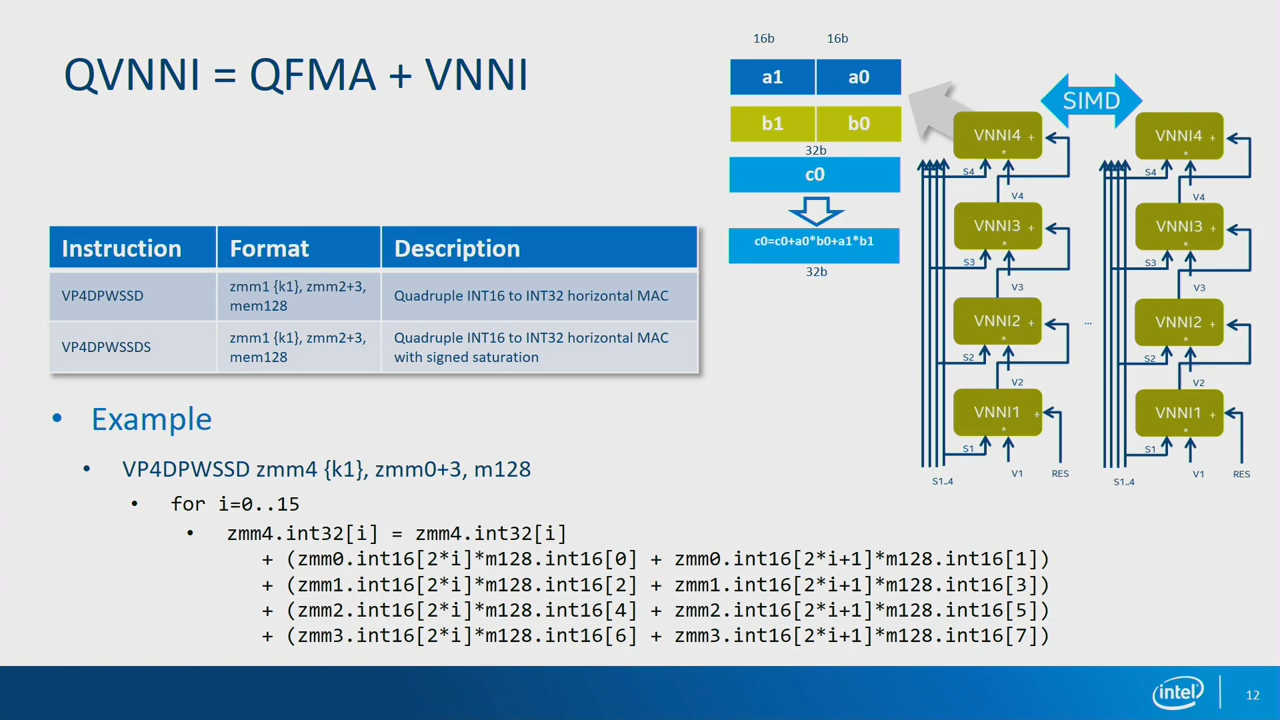 QVNNI = QFMA + VNNI
16b 16b
a1 a0
b1 b0
32b
c0
c0=c0+a0*b0+a1*b1
32b
SIMD
VNNI4 + *
S4
V4
VNNI3 + *
S3
V3
VNNI2 + *
S2
V2
VNNI1 + *
S1
V1
RES
S1..4
...
VNNI4 + *
S4
V4
VNNI3 + *
S3
V3
VNNI2 + *
S2
V2
VNNI1 + *
S1
V1
RES
S1..4
Instruction Format Description
VP4DPWSSD zmm1 {k1}, zmm2+3, mem128 Quadruple INT16 to INT32 horizontal MAC
VP4DPWSSDS zmm1 {k1}, zmm2+3, mem128 Quadruple INT16 to INT32 horizontal MAC with signed saturation
• Example
• VP4DPWSSD zmm4 {k1}, zmm0+3, m128
• for i=0..15
• zmm4.int32[i] = zmm4.int32[i]
+ (zmm0.int16[2*i]*m128.int16[0] + zmm0.int16[2*i+1]*m128.int16[1])
+ (zmm1.int16[2*i]*m128.int16[2] + zmm1.int16[2*i+1]*m128.int16[3])
+ (zmm2.int16[2*i]*m128.int16[4] + zmm2.int16[2*i+1]*m128.int16[5])
+ (zmm3.int16[2*i]*m128.int16[6] + zmm3.int16[2*i+1]*m128.int16[7])
intel
12